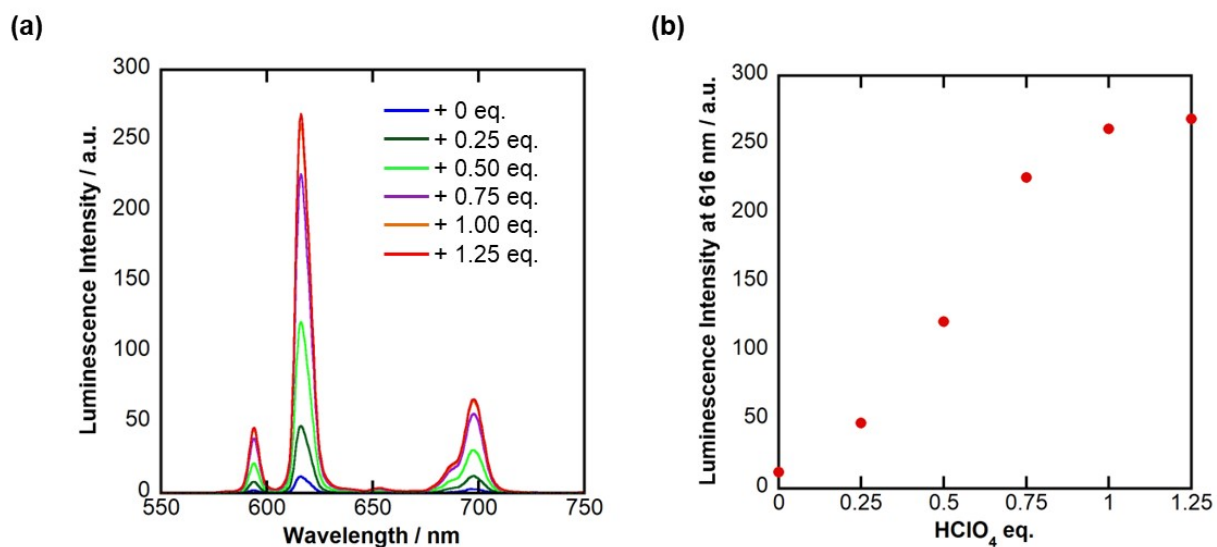 (a)
Luminescence Intensity / a.u.
300
250
200
150
100
50
0
550
600
650
700
750
Wavelength / nm
+ 0 eq.
+ 0.25 eq.
+ 0.50 eq.
+ 0.75 eq.
+ 1.00 eq.
+ 1.25 eq.
(b)
Luminescence Intensity at 616 nm / a.u.
300
250
200
150
100
50
0
0
0.25
0.5
0.75
1
1.25
HClO₄ eq.